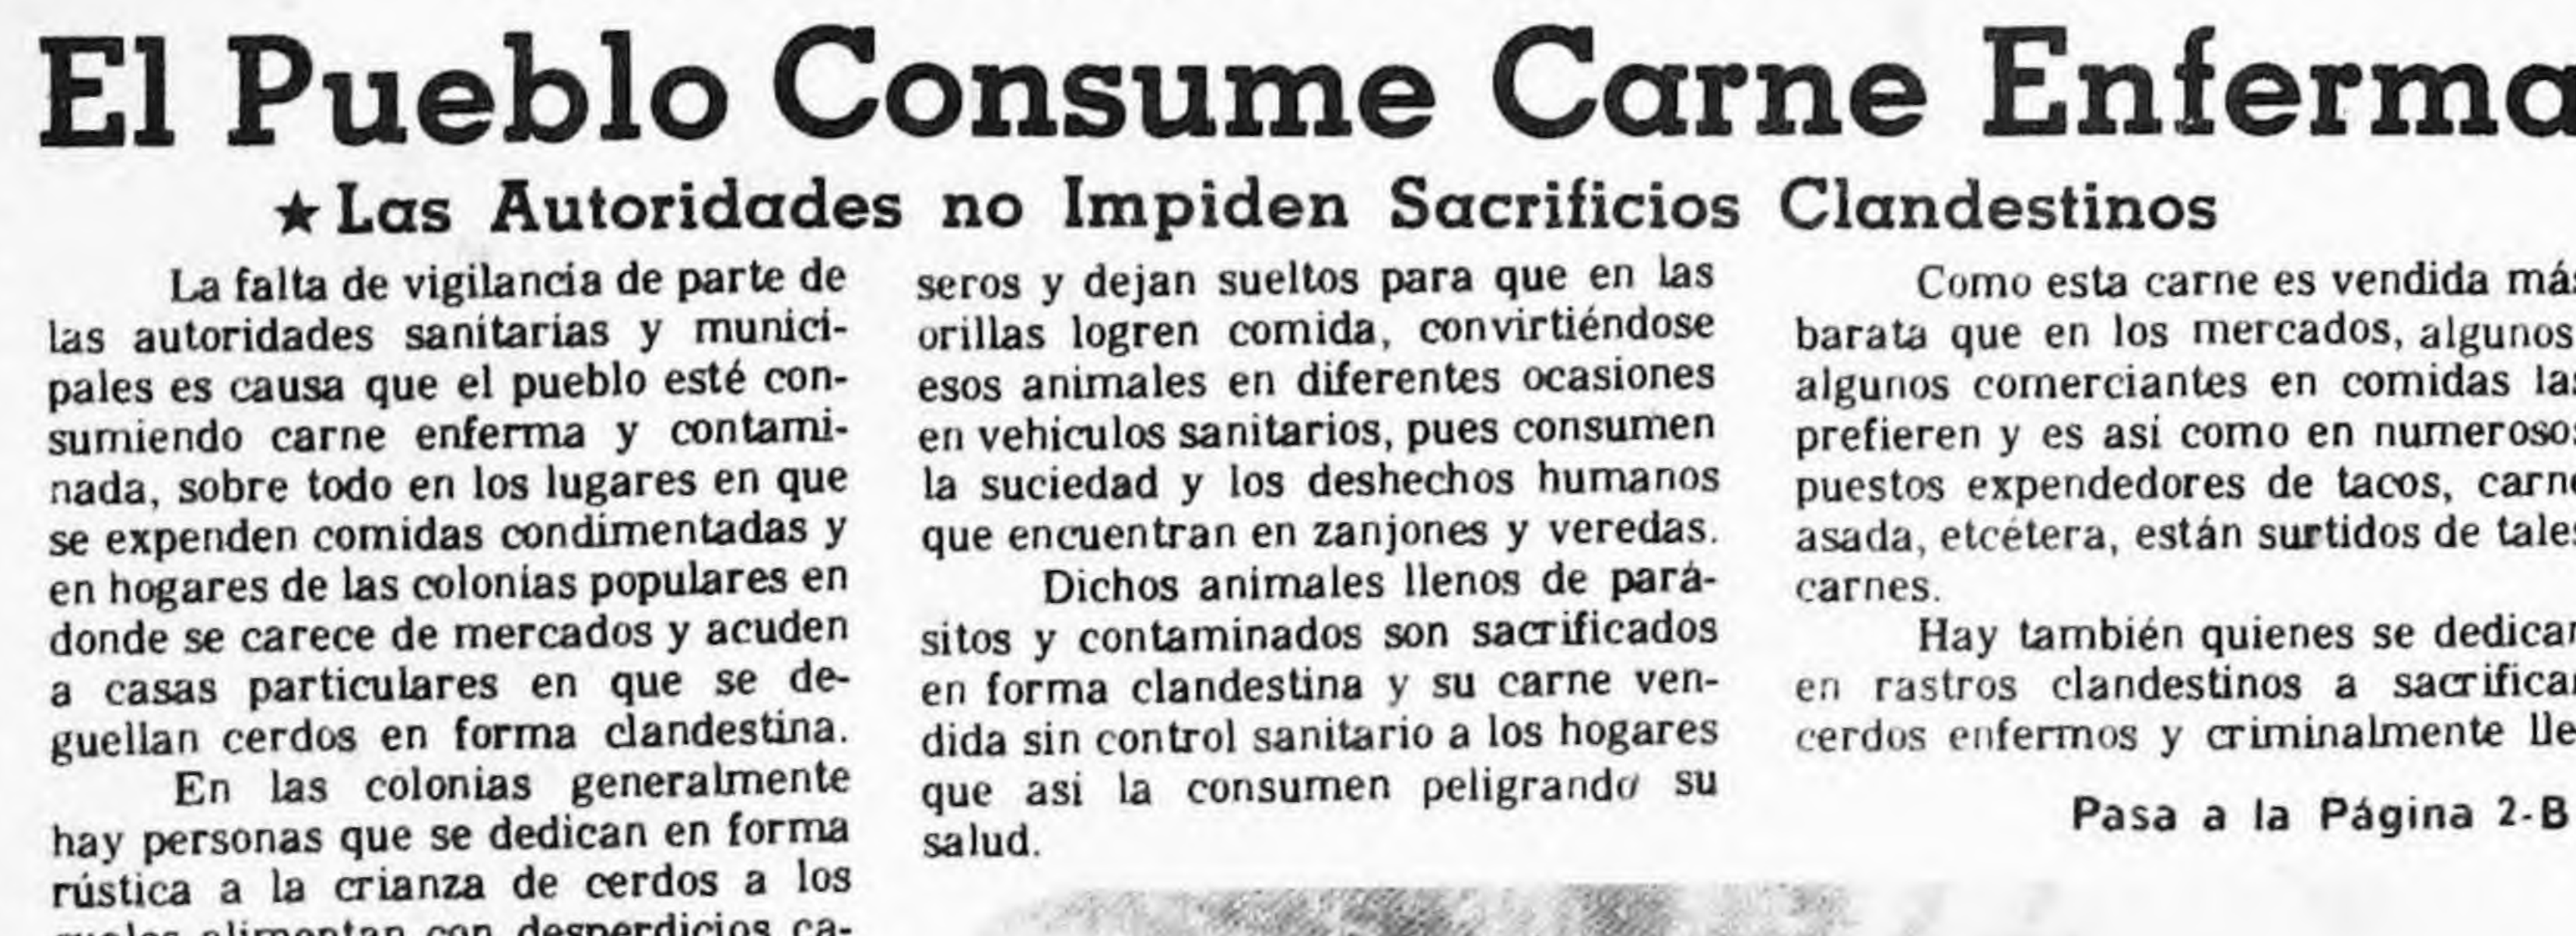 El Pueblo Consume Carne Enferma
★ Las Autoridades no Impiden Sacrificios Clandestinos
La falta de vigilancia de parte de
las autoridades sanitarias y munici-
pales es causa que el pueblo esté con-
sumiendo carne enferma y contami-
nada, sobre todo en los lugares en que
se expenden comidas condimentadas y
en hogares de las colonias populares en
donde se carece de mercados y acuden
a casas particulares en que se de-
guellan cerdos en forma clandestina.
En las colonias generalmente
hay personas que se dedican en forma
rústica a la crianza de cerdos a los
cuales alimentan con desperdicios ca-
seros y dejan sueltos para que en las
orillas logren comida, convirtiéndose
esos animales en diferentes ocasiones
en vehiculos sanitarios, pues consumen
la suciedad y los deshechos humanos
que encuentran en zanjones y veredas.
Dichos animales llenos de pará-
sitos y contaminados son sacrificados
en forma clandestina y su carne ven-
dida sin control sanitario a los hogares
que asi la consumen peligrando su
salud.
Como esta carne es vendida más
barata que en los mercados, algunos
algunos comerciantes en comidas las
prefieren y es asi como en numerosos
puestos expendedores de tacos, carne
asada, etcétera, están surtidos de tales
carnes.
Hay también quienes se dedican
en rastros clandestinos a sacrificar
cerdos enfermos y criminalmente lle-
Pasa a la Página 2-B